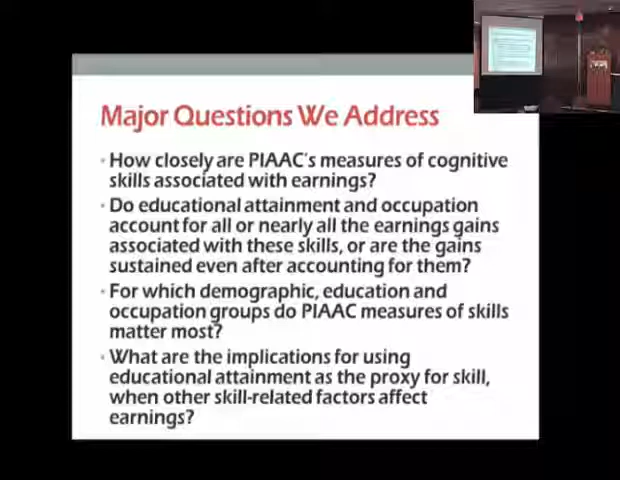 Major Questions We Address
• How closely are PIAAC's measures of cognitive
skills associated with earnings?
• Do educational attainment and occupation
account for all or nearly all the earnings gains
associated with these skills, or are the gains
sustained even after accounting for them?
• For which demographic, education and
occupation groups do PIAAC measures of skills
matter most?
• What are the implications for using
educational attainment as the proxy for skill,
when other skill-related factors affect
earnings?